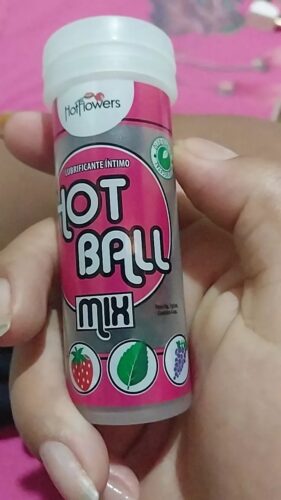 HotFlowers
LUBRIFICANTE ÍNTIMO
HOT
BALL
MIX